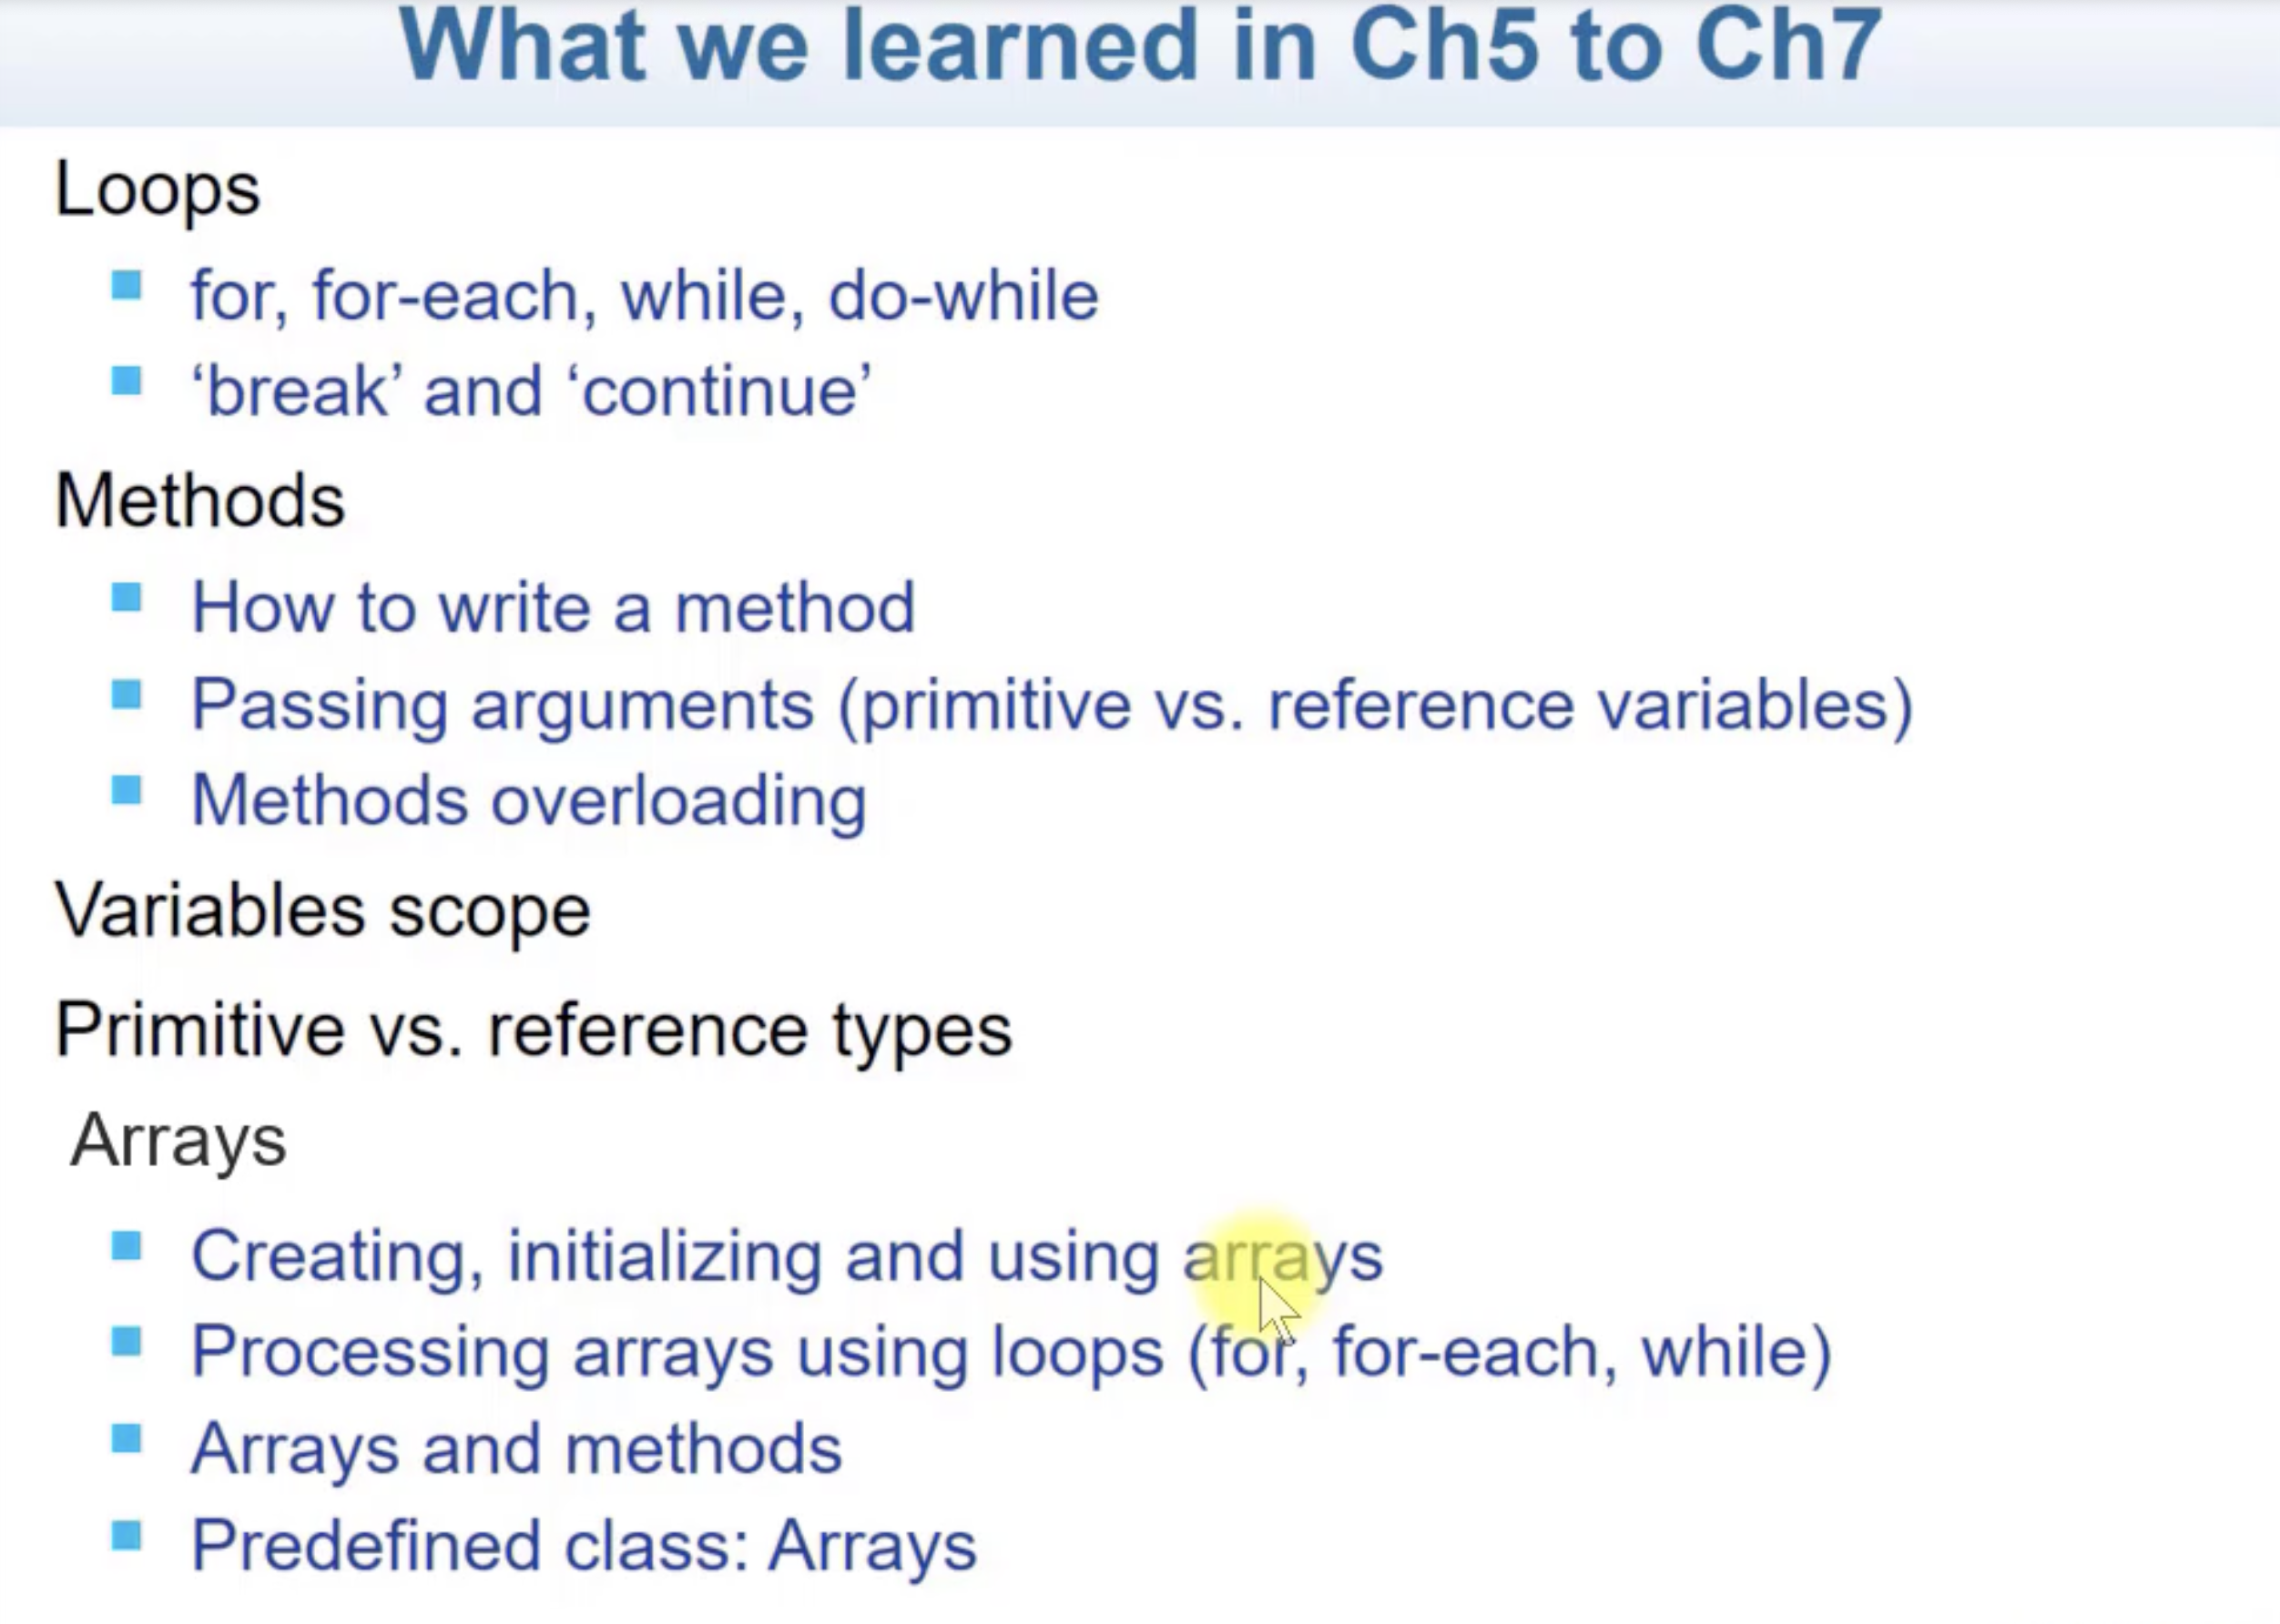 What we learned in Ch5 to Ch7
Loops
for, for-each, while, do-while
‘break’ and ‘continue’
Methods
How to write a method
Passing arguments (primitive vs. reference variables)
Methods overloading
Variables scope
Primitive vs. reference types
Arrays
Creating, initializing and using arrays
Processing arrays using loops (for, for-each, while)
Arrays and methods
Predefined class: Arrays